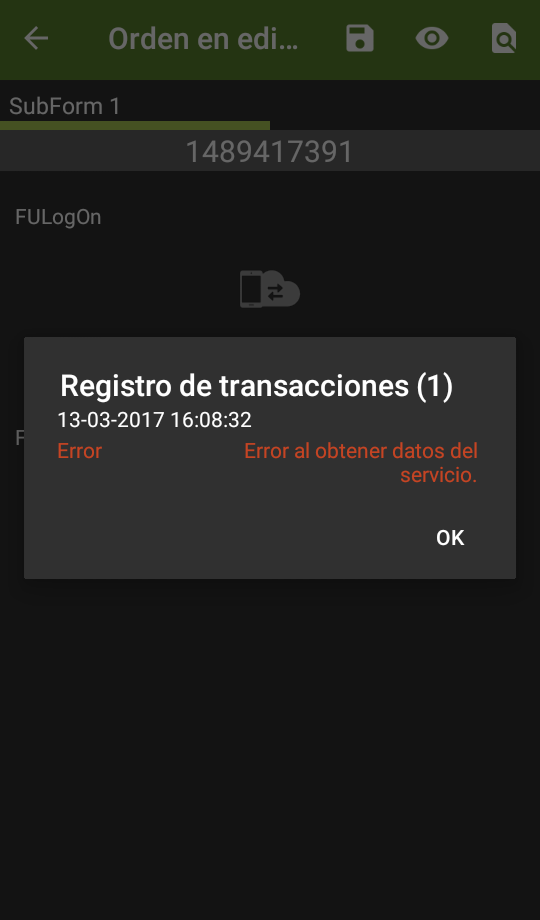 Orden en edi...
SubForm 1
1489417391
FULogOn
Registro de transacciones (1)
13-03-2017 16:08:32
F
Error
Error al obtener datos del
servicio.
OK